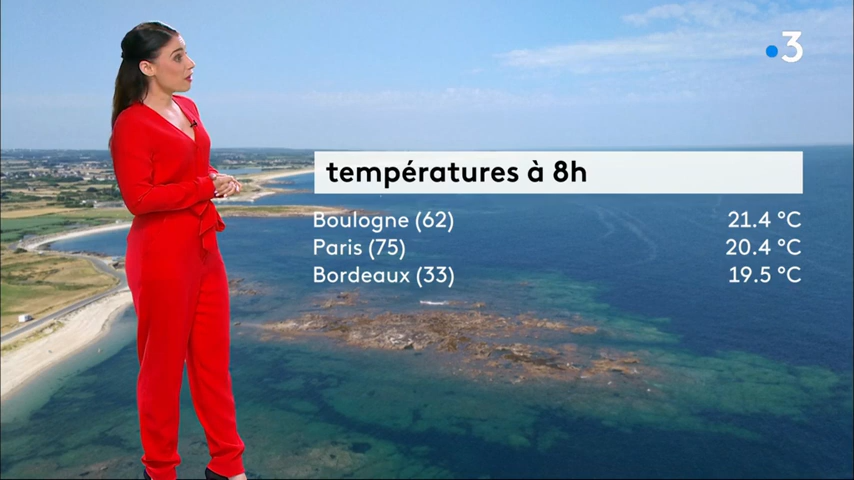 3
températures à 8h
Boulogne (62) 21.4 °C
Paris (75) 20.4 °C
Bordeaux (33) 19.5 °C